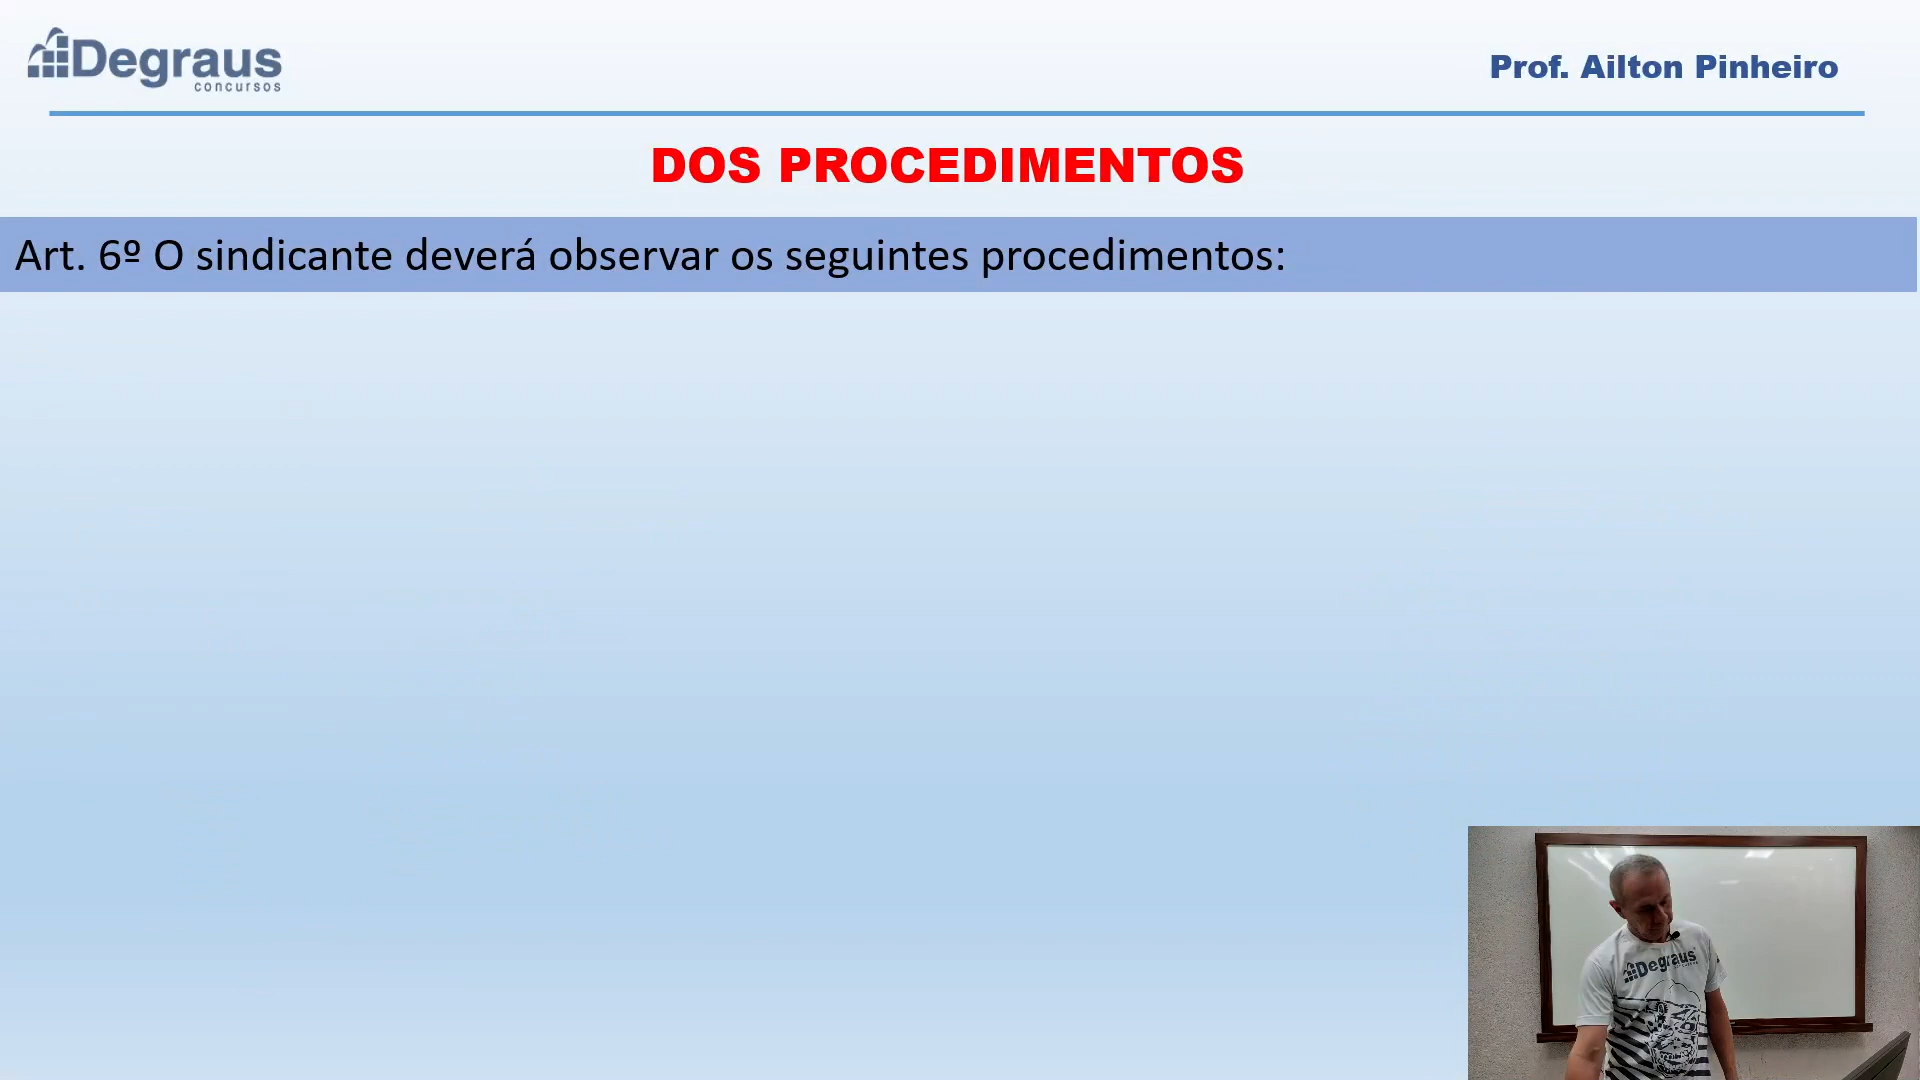 Degraus
concursos
Prof. Ailton Pinheiro
DOS PROCEDIMENTOS
Art. 6º O sindicante deverá observar os seguintes procedimentos:
Degraus